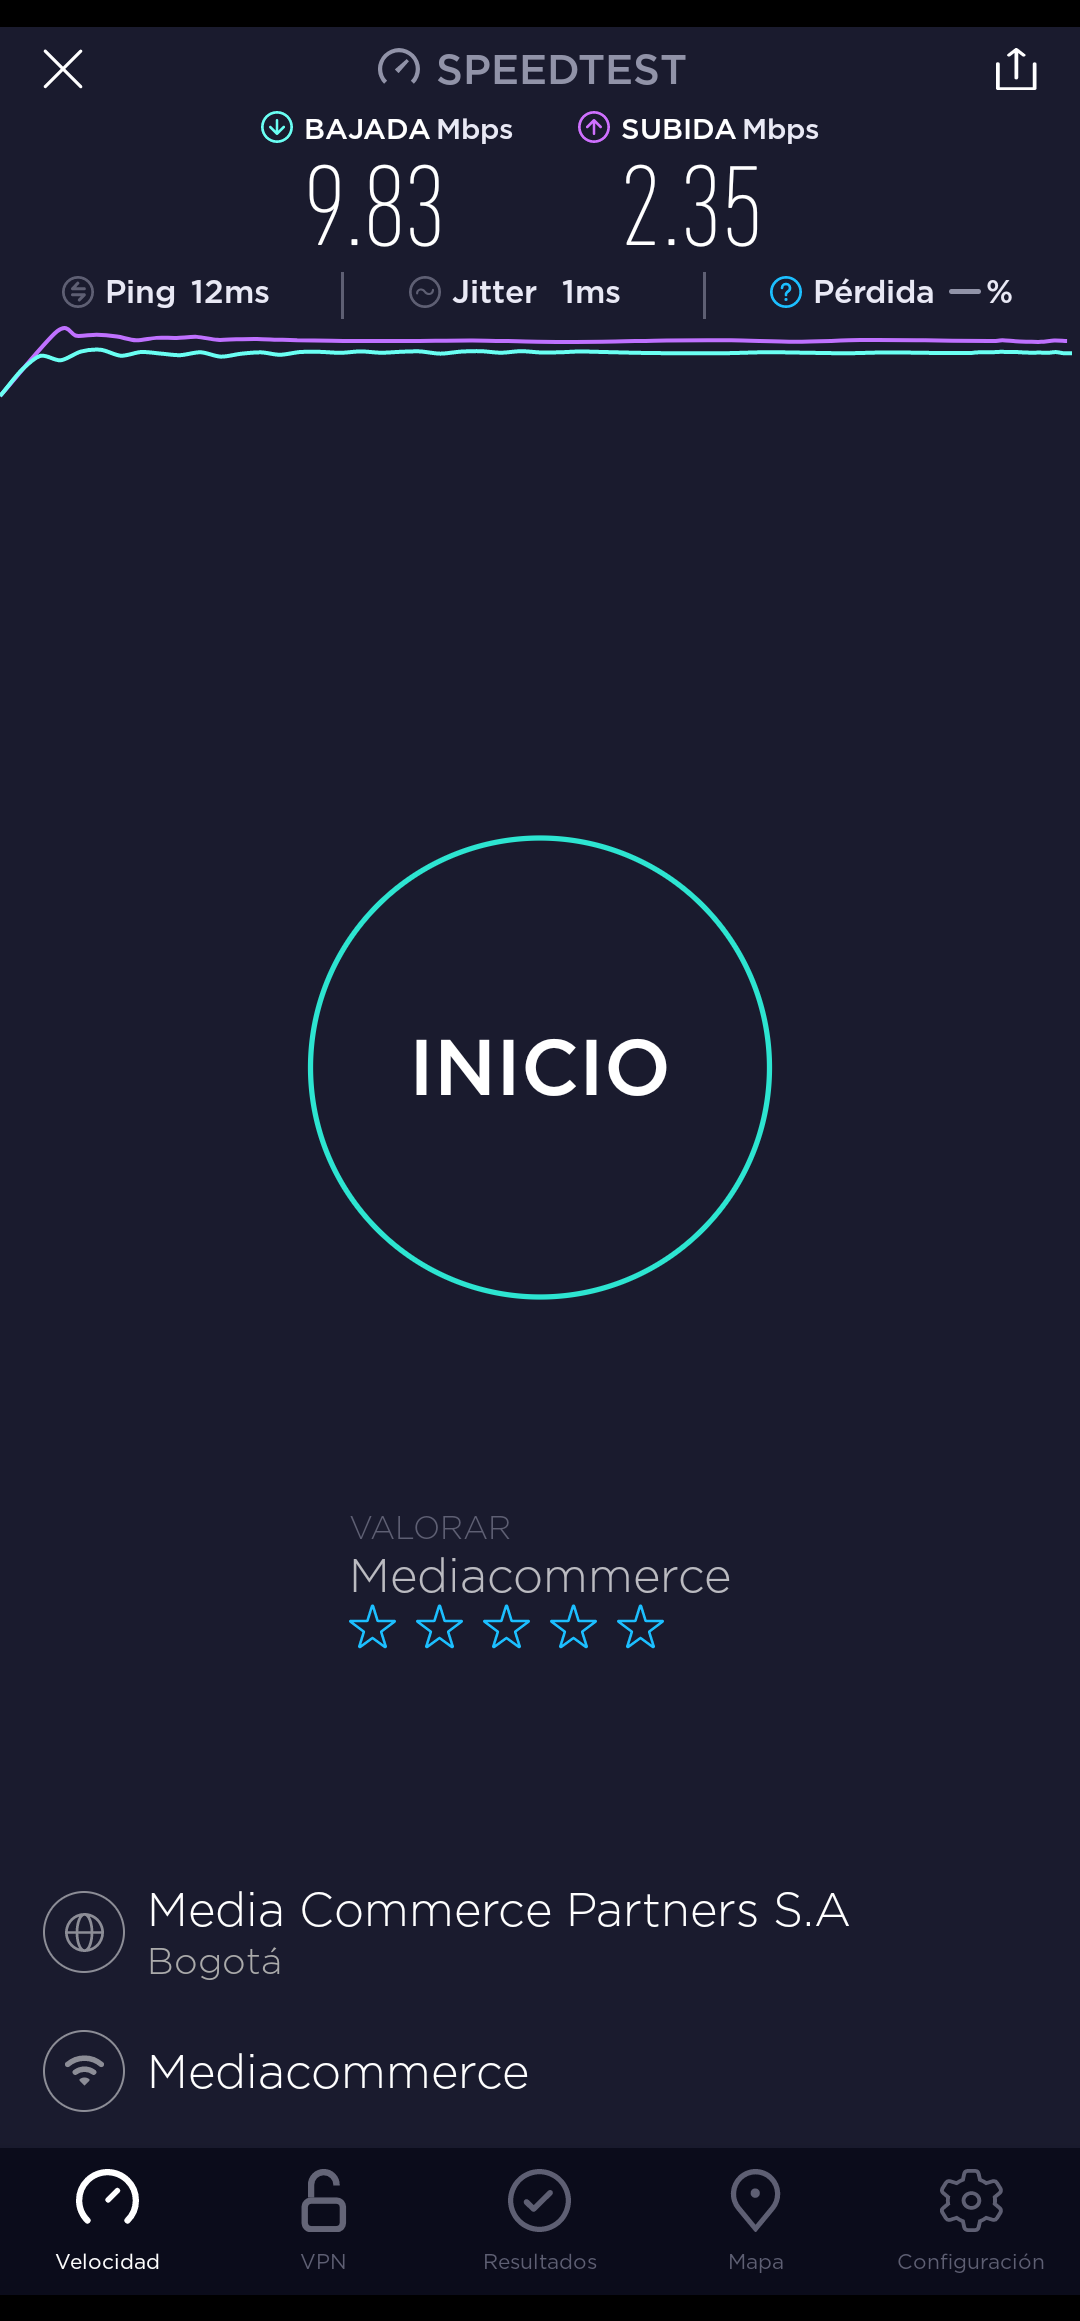 SPEEDTEST
BAJADA Mbps SUBIDA Mbps
9.83 2.35
Ping 12ms Jitter 1ms Pérdida —%
INICIO
VALORAR
Mediacommerce
Media Commerce Partners S.A
Bogotá
Mediacommerce
Velocidad VPN Resultados Mapa Configuración